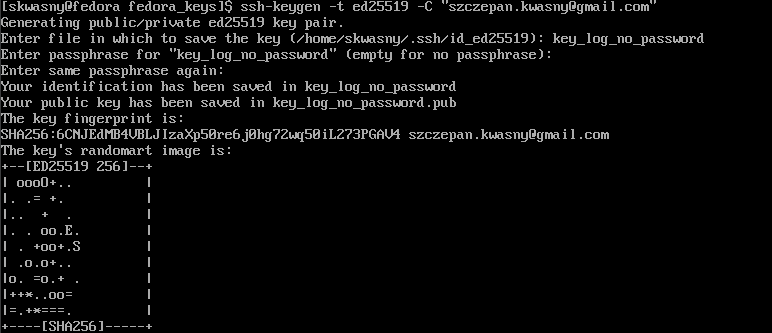 [skwasny@fedora fedora_keys]$ ssh-keygen -t ed25519 -C "szczepan.kwasny@gmail.com"
Generating public/private ed25519 key pair.
Enter file in which to save the key (/home/skwasny/.ssh/id_ed25519): key_log_no_password
Enter passphrase for "key_log_no_password" (empty for no passphrase):
Enter same passphrase again:
Your identification has been saved in key_log_no_password
Your public key has been saved in key_log_no_password.pub
The key fingerprint is:
SHA256:6CNJEdMB4VBLJIzaXp50re6j0hg72wq50iL273PGAV4 szczepan.kwasny@gmail.com
The key's randomart image is:
+--[ED25519 256]--+
| oooO+..         |
|. .= +.          |
|..  +  .         |
|. . oo.E.        |
| . +oo+.S        |
| .o.o+..         |
|o. =o.+ .        |
|++*..oo=         |
|=.+*===.         |
+----[SHA256]-----+